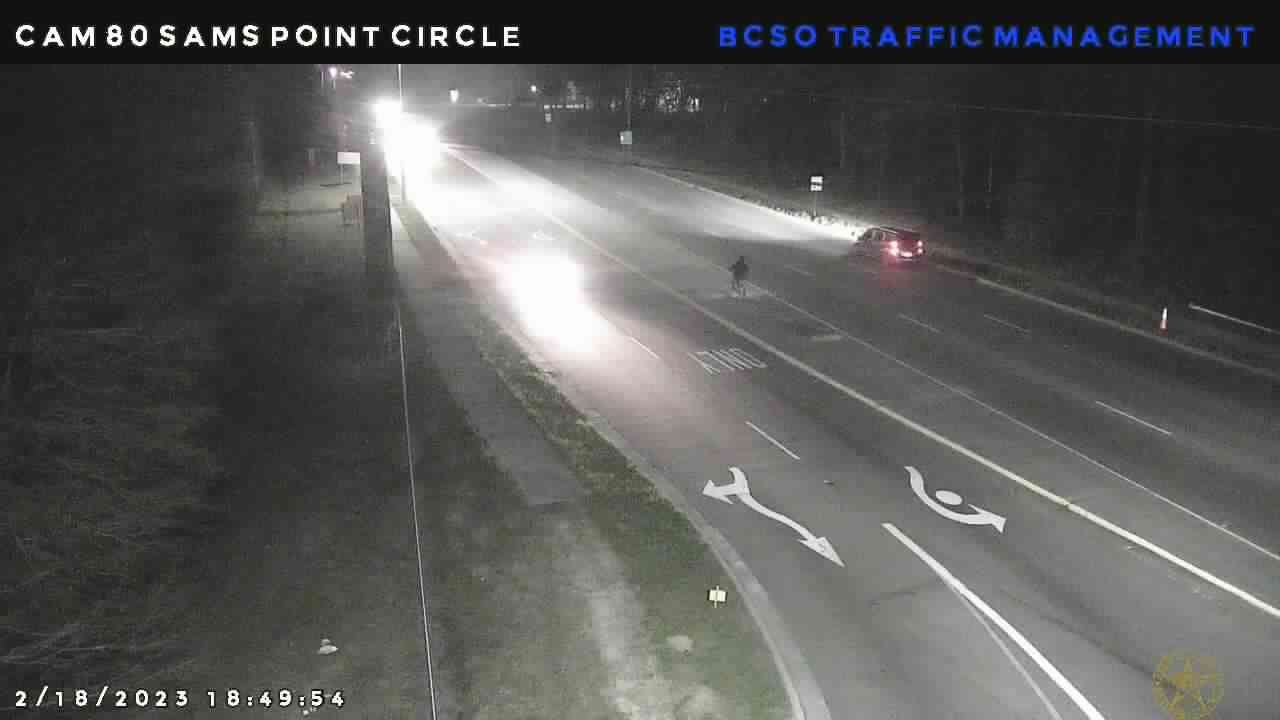 CAM 80 SAMS POINT CIRCLE
BCSO TRAFFIC MANAGEMENT
ONLY
2/18/2023 18:49:54